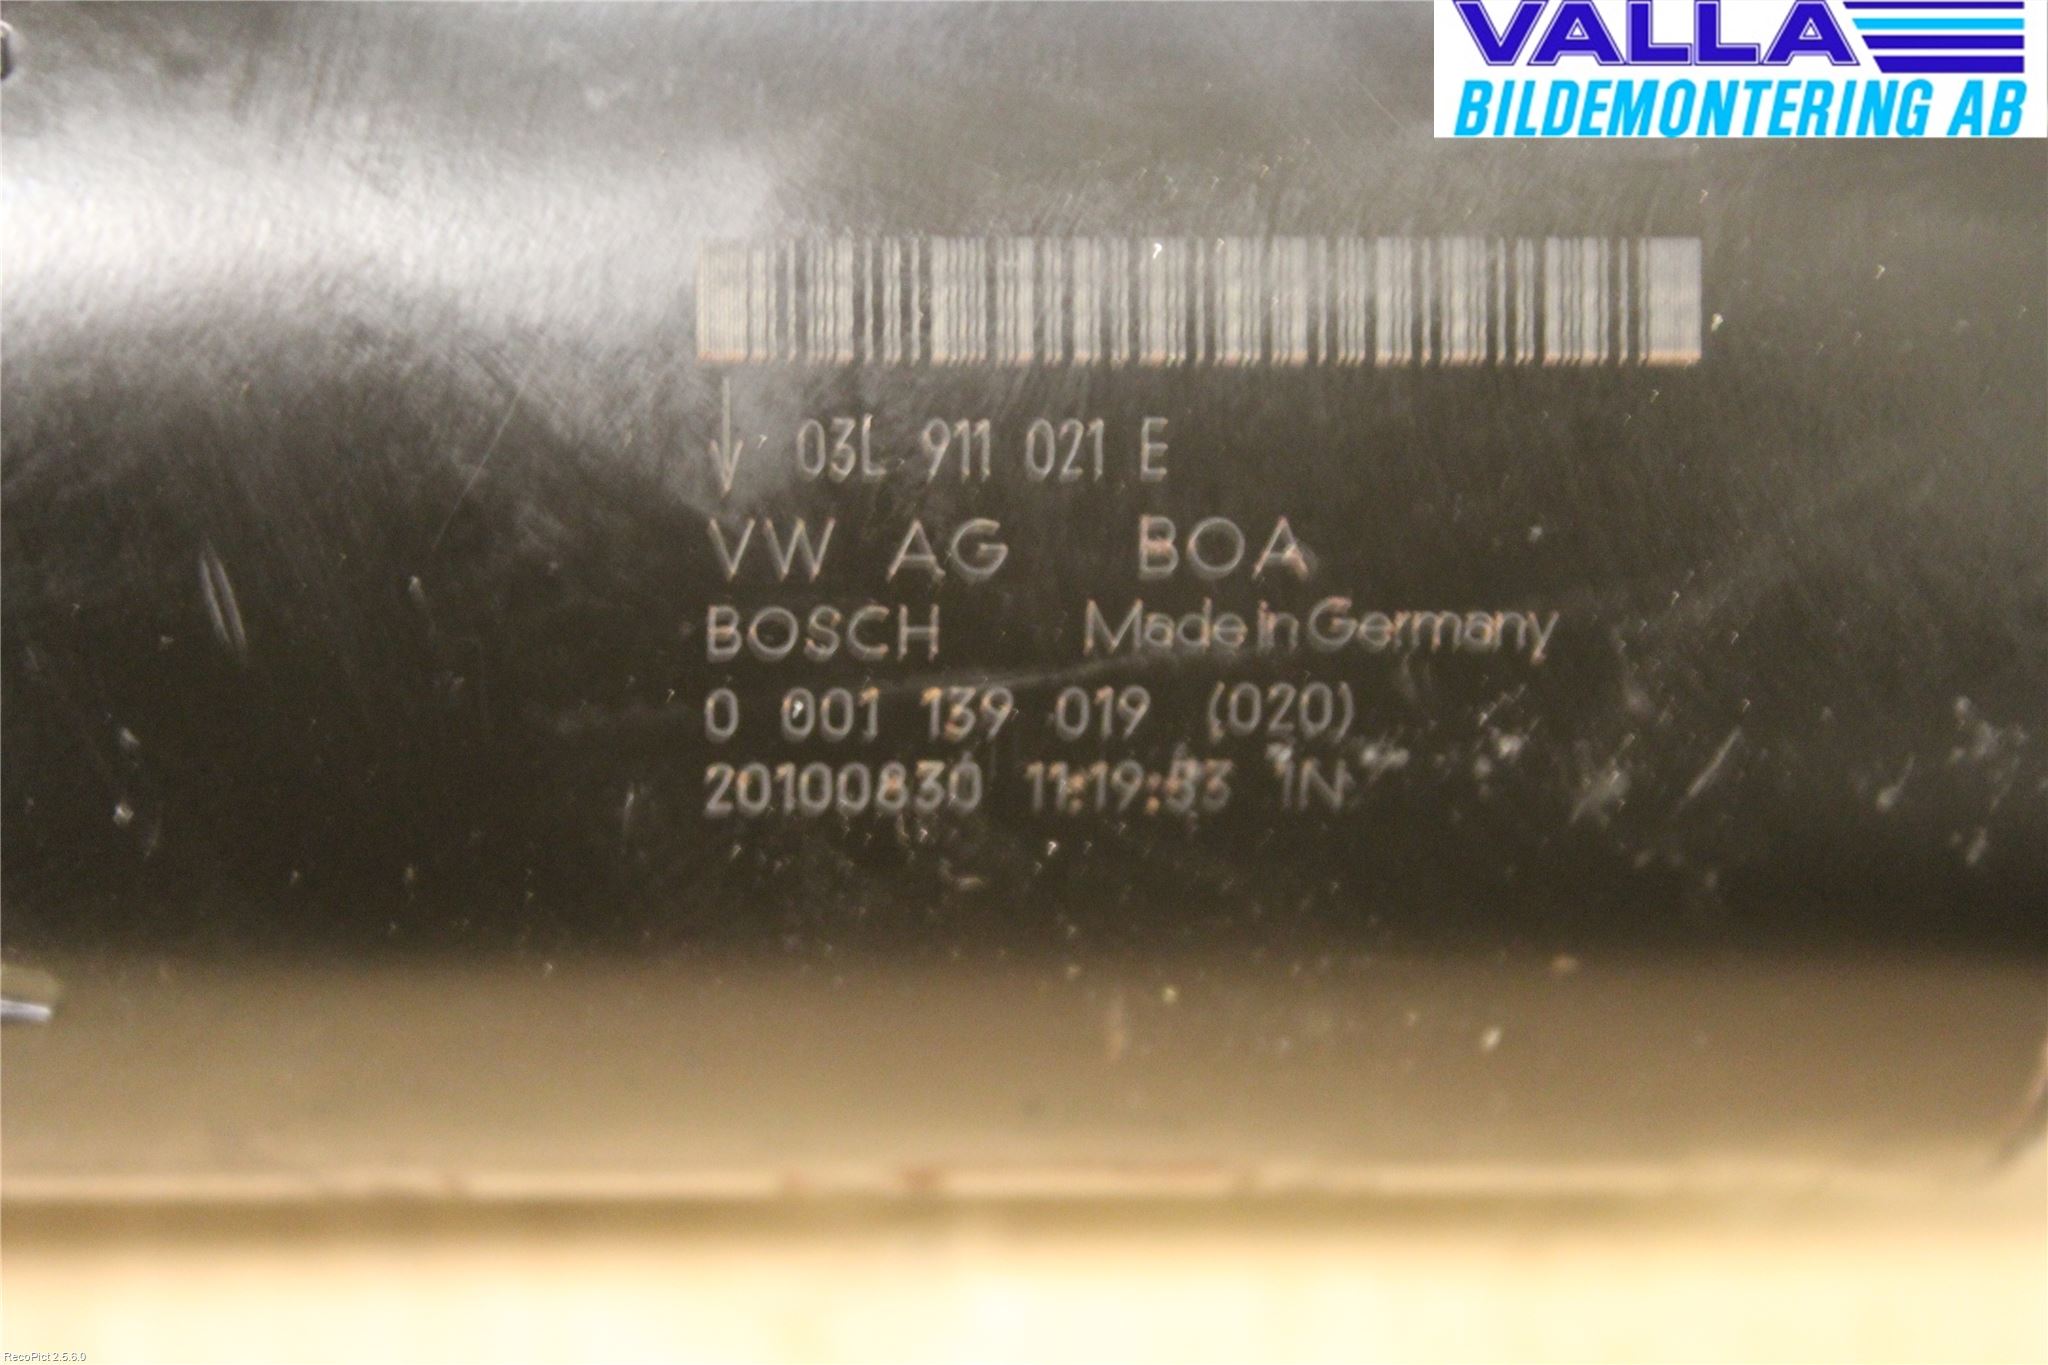 VALLA
BILDEMONTERING AB
03L 911 021 E
VW AG BOA
BOSCH Made in Germany
0 001 139 019 (020)
20100830 11:19:53 1N
RecoPict 2.5.6.0